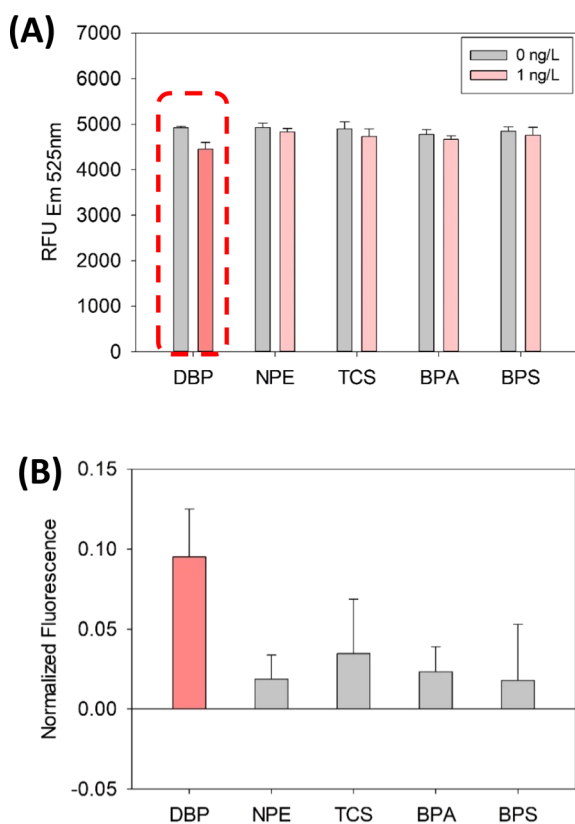 (A)
7000
6000
5000
4000
3000
2000
1000
0
RFU Em 525nm
0 ng/L
1 ng/L
DBP NPE TCS BPA BPS
(B)
0.15
0.10
0.05
0.00
-0.05
Normalized Fluorescence
DBP NPE TCS BPA BPS